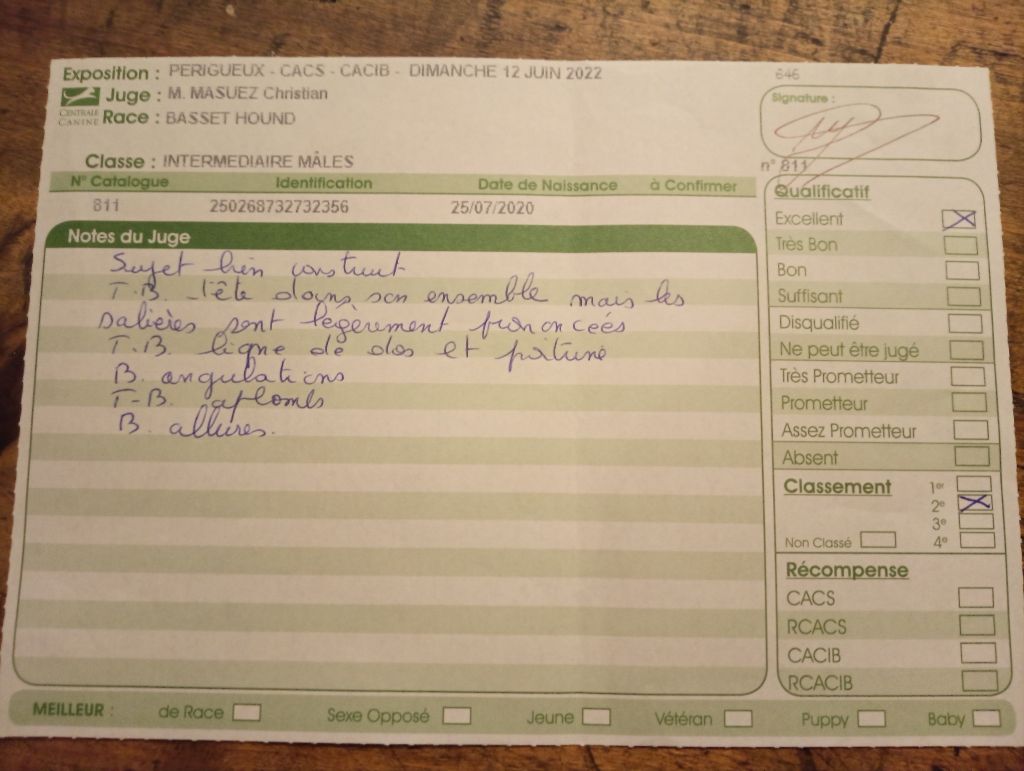 Exposition : PERIGUEUX - CACS - CACIB - DIMANCHE 12 JUIN 2022
646
Juge : M. MASUEZ Christian
Signature :
CENTRALE CANINE
Race : BASSET HOUND
Classe : INTERMEDIAIRE MÂLES
n° 811
N° Catalogue Identification Date de Naissance à Confirmer
811 250268732732356 25/07/2020
Notes du Juge
Sujet bien construit
T.B. tête dans son ensemble mais les
salières sont légèrement prononcées
T.B. ligne de dos et poitrine
B. angulations
T-B. aplombs
B. allures.
Qualificatif
Excellent
Très Bon
Bon
Suffisant
Disqualifié
Ne peut être jugé
Très Prometteur
Prometteur
Assez Prometteur
Absent
Classement 1er
2e
3e
Non Classé 4e
Récompense
CACS
RCACS
CACIB
RCACIB
MEILLEUR : de Race Sexe Opposé Jeune Vétéran Puppy Baby